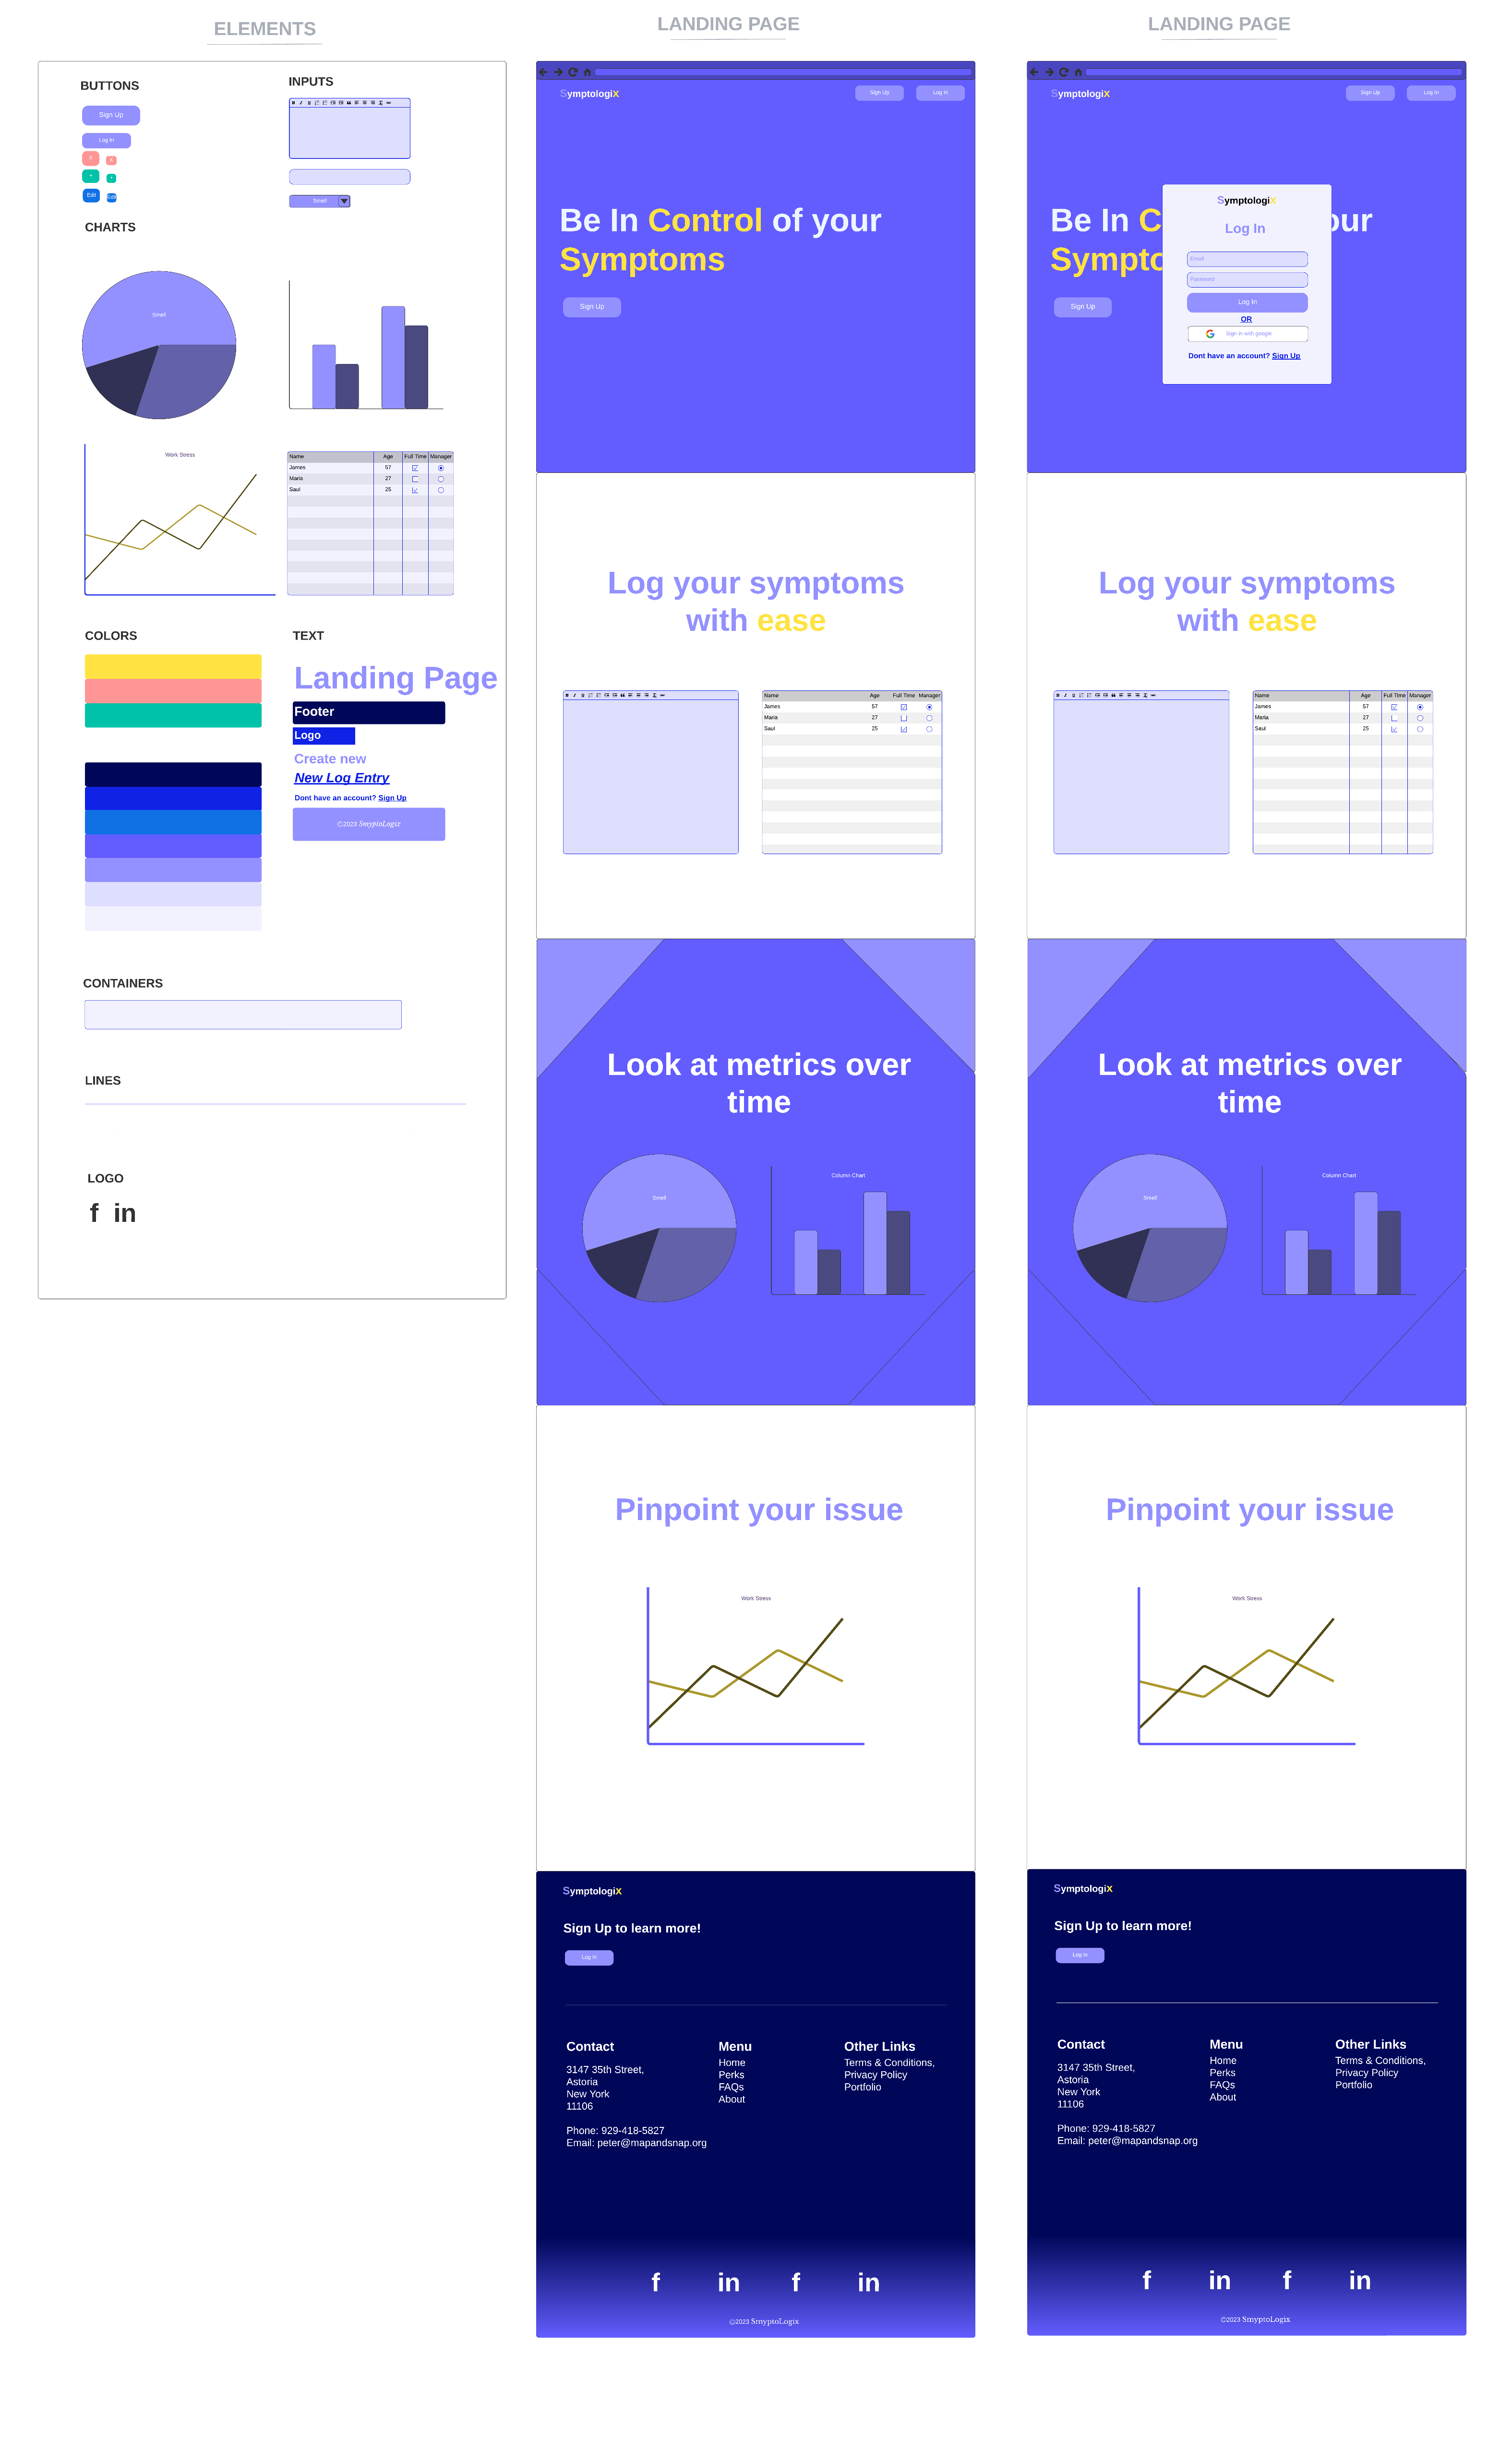 ELEMENTS
BUTTONS
Sign Up
Log In
X X
+ +
Edit
INPUTS
B I U
Smell
CHARTS
Smell
Work Stress
Name Age Full Time Manager
James 57
Maria 27
Saul 25
COLORS
TEXT
Landing Page
Footer
Logo
Create new
New Log Entry
Dont have an account? Sign Up
©2023 SmyptoLogix
CONTAINERS
LINES
LOGO
f in
LANDING PAGE
SymptologiX
Sign Up Log In
Be In Control of your
Symptoms
Sign Up
Log your symptoms
with ease
B I U
Name Age Full Time Manager
James 57
Maria 27
Saul 25
Look at metrics over
time
Smell
Column Chart
Pinpoint your issue
Work Stress
SymptologiX
Sign Up to learn more!
Log In
Contact
3147 35th Street,
Astoria
New York
11106
Phone: 929-418-5827
Email: peter@mapandsnap.org
Menu
Home
Perks
FAQs
About
Other Links
Terms & Conditions,
Privacy Policy
Portfolio
f in f in
©2023 SmyptoLogix
LANDING PAGE
SymptologiX
Sign Up Log In
Be In C our
Sympto
Sign Up
SymptologiX
Log In
Email
Password
Log In
OR
Sign in with google
Dont have an account? Sign Up
Log your symptoms
with ease
B I U
Name Age Full Time Manager
James 57
Maria 27
Saul 25
Look at metrics over
time
Smell
Column Chart
Pinpoint your issue
Work Stress
SymptologiX
Sign Up to learn more!
Log In
Contact
3147 35th Street,
Astoria
New York
11106
Phone: 929-418-5827
Email: peter@mapandsnap.org
Menu
Home
Perks
FAQs
About
Other Links
Terms & Conditions,
Privacy Policy
Portfolio
f in f in
©2023 SmyptoLogix